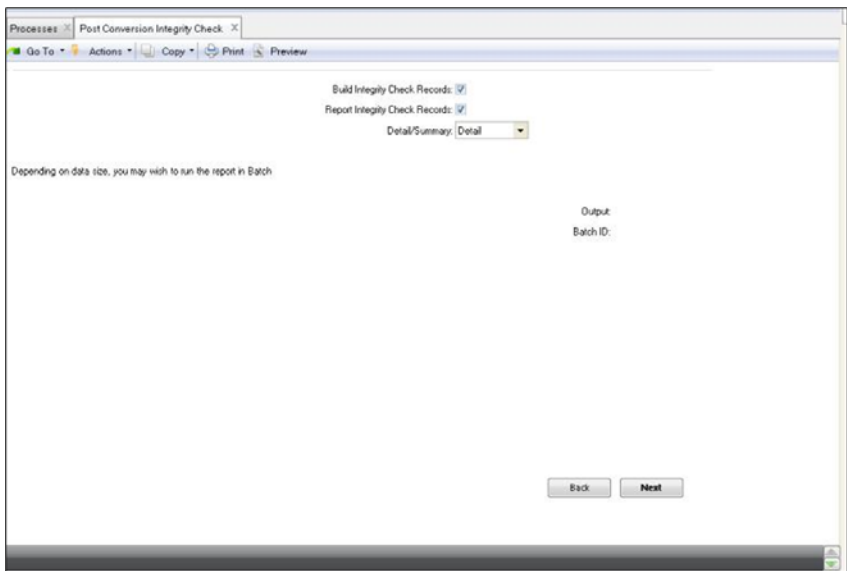 Processes Post Conversion Integrity Check
Go To Actions Copy Print Preview
Build Integrity Check Records:
Report Integrity Check Records:
Detail/Summary: Detail
Depending on data size, you may wish to run the report in Batch
Output:
Batch ID:
Back Next